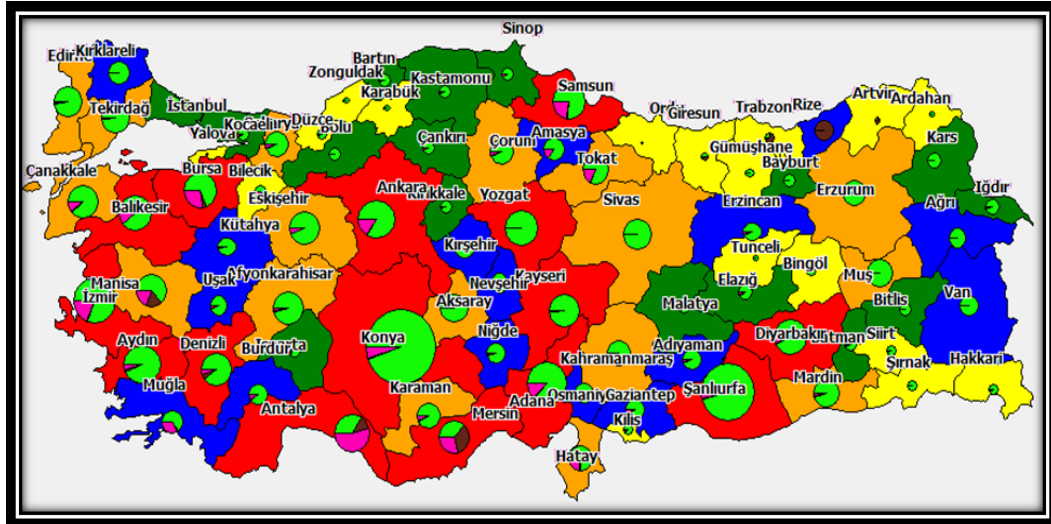 Sinop
Edirne
Kırklareli
Bartın
Zonguldak
Kastamonu
Samsun
Karabük
Tekirdağ
İstanbul
Ordu
Giresun
Trabzon
Rize
Artvin
Ardahan
Yalova
Düzce
Bolu
Çankırı
Çorum
Amasya
Tokat
Gümüşhane
Bayburt
Kars
Çanakkale
Bursa
Bilecik
Ankara
Kırıkkale
Yozgat
Sivas
Erzurum
Iğdır
Balıkesir
Eskişehir
Erzincan
Ağrı
Kütahya
Kırşehir
Tunceli
Bingöl
Manisa
Uşak
Afyonkarahisar
Nevşehir
Kayseri
Elazığ
Muş
İzmir
Aksaray
Malatya
Bitlis
Van
Aydın
Denizli
Burdur
Konya
Niğde
Diyarbakır
Siirt
Adıyaman
Kahramanmaraş
Şırnak
Hakkari
Muğla
Karaman
Mardin
Antalya
Mersin
Adana
Gaziantep
Şanlıurfa
Kilis
Hatay